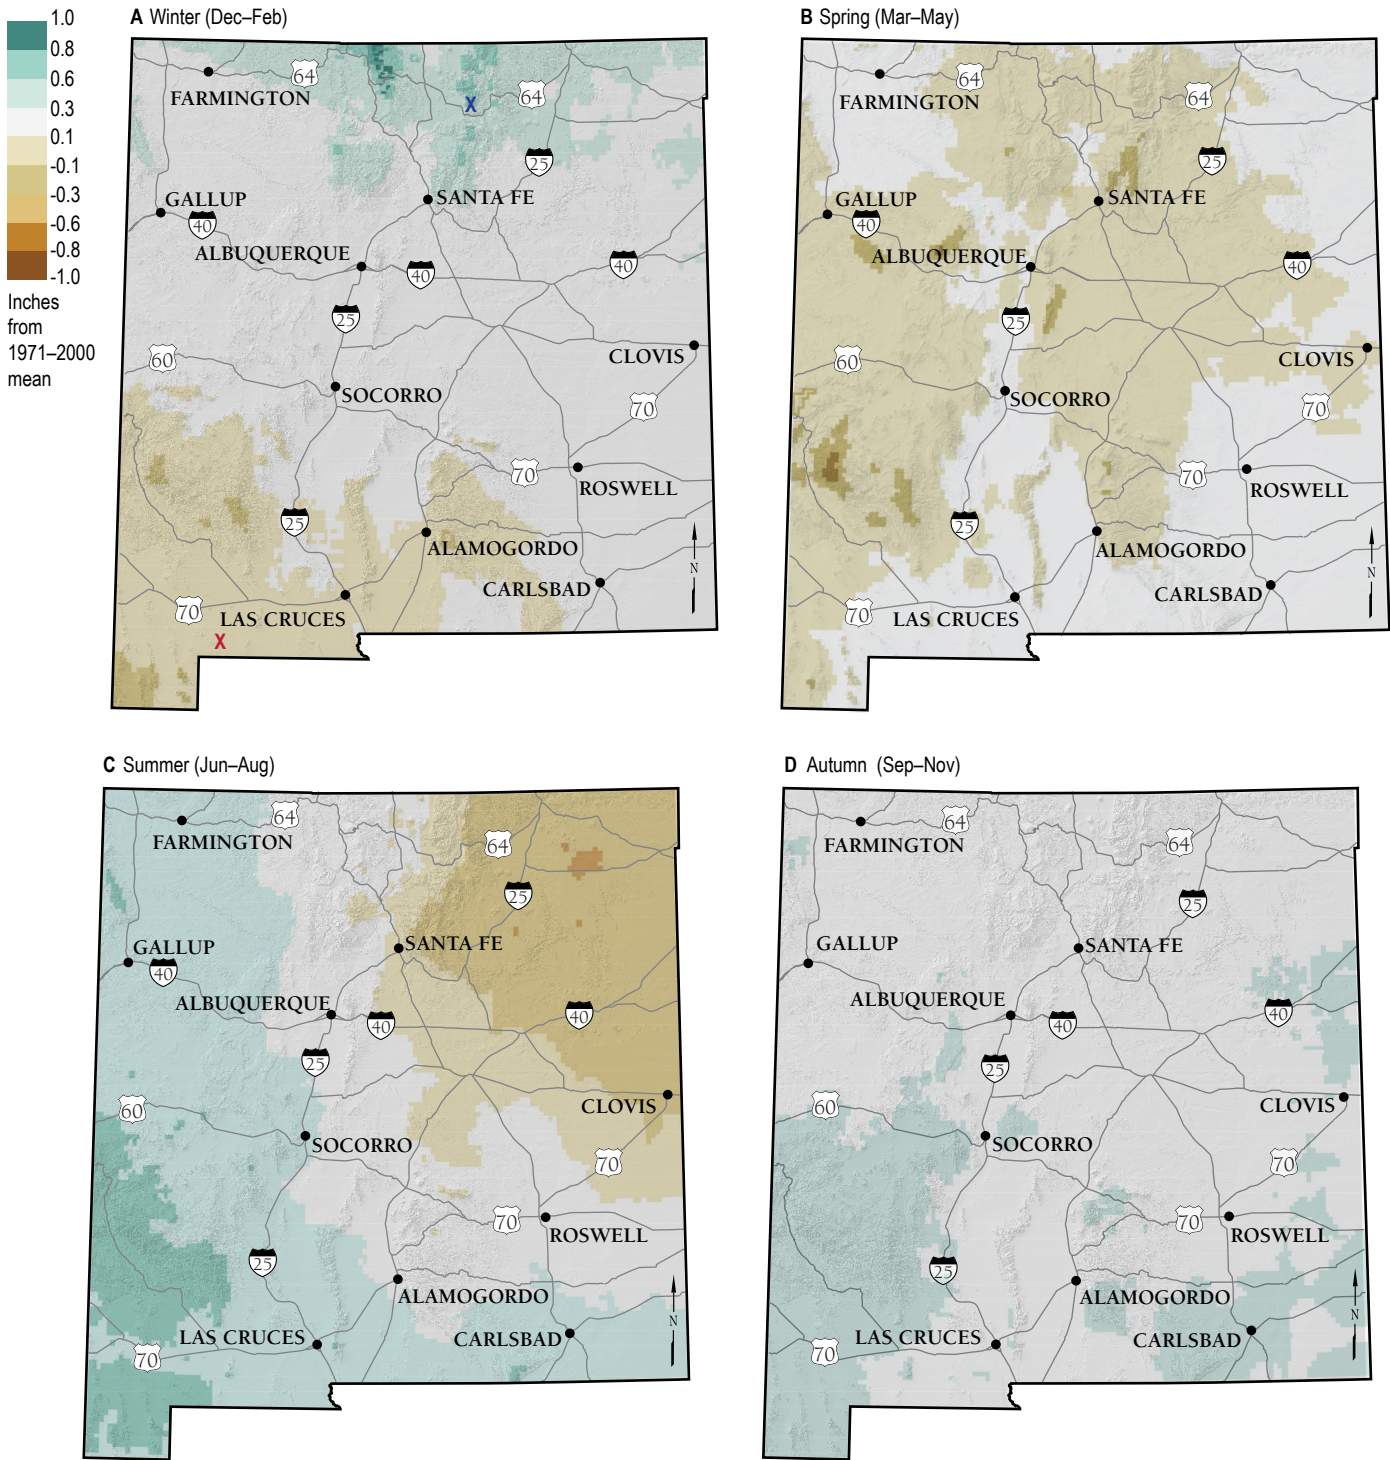 1.0
0.8
0.6
0.3
0.1
-0.1
-0.3
-0.6
-0.8
-1.0
Inches
from
1971–2000
mean
A Winter (Dec–Feb)
64
FARMINGTON
X
64
25
GALLUP
SANTA FE
40
ALBUQUERQUE
40
40
25
60
CLOVIS
SOCORRO
70
70
ROSWELL
25
ALAMOGORDO
N
CARLSBAD
70
LAS CRUCES
X
B Spring (Mar–May)
64
FARMINGTON
64
25
GALLUP
SANTA FE
40
ALBUQUERQUE
40
25
60
CLOVIS
SOCORRO
70
70
ROSWELL
25
ALAMOGORDO
N
CARLSBAD
70
LAS CRUCES
C Summer (Jun–Aug)
64
FARMINGTON
64
25
GALLUP
SANTA FE
40
ALBUQUERQUE
40
40
25
60
CLOVIS
SOCORRO
70
70
ROSWELL
25
ALAMOGORDO
N
LAS CRUCES
CARLSBAD
70
D Autumn (Sep–Nov)
64
FARMINGTON
64
25
GALLUP
SANTA FE
ALBUQUERQUE
40
40
25
60
CLOVIS
SOCORRO
70
70
ROSWELL
25
ALAMOGORDO
N
LAS CRUCES
CARLSBAD
70